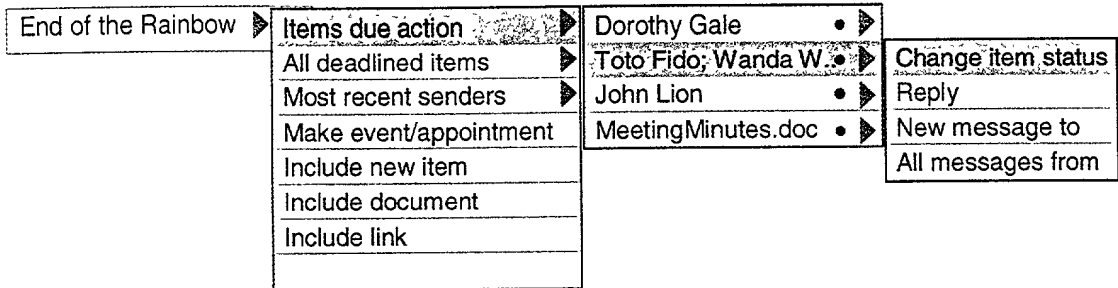 End of the Rainbow
Items due action
All deadlined items
Most recent senders
Make event/appointment
Include new item
Include document
Include link
Dorothy Gale •
Toto Fido; Wanda W. •
John Lion •
MeetingMinutes.doc •
Change item status
Reply
New message to
All messages from